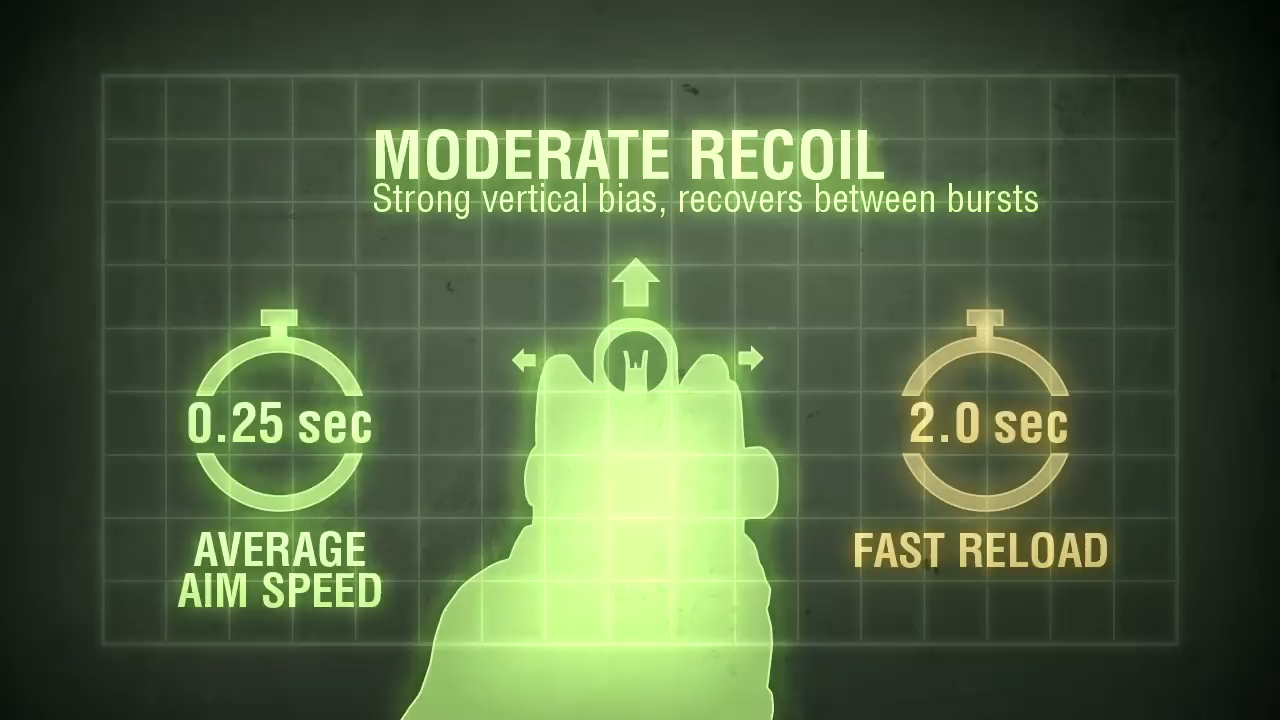 MODERATE RECOIL
Strong vertical bias, recovers between bursts
0.25 sec
AVERAGE
AIM SPEED
2.0 sec
FAST RELOAD